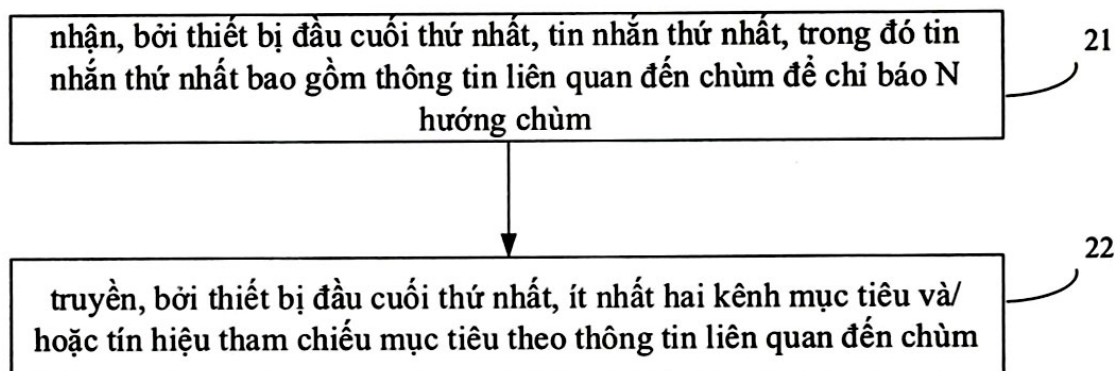 nhận, bởi thiết bị đầu cuối thứ nhất, tin nhắn thứ nhất, trong đó tin
nhắn thứ nhất bao gồm thông tin liên quan đến chùm để chỉ báo N
hướng chùm
21
truyền, bởi thiết bị đầu cuối thứ nhất, ít nhất hai kênh mục tiêu và/
hoặc tín hiệu tham chiếu mục tiêu theo thông tin liên quan đến chùm
22